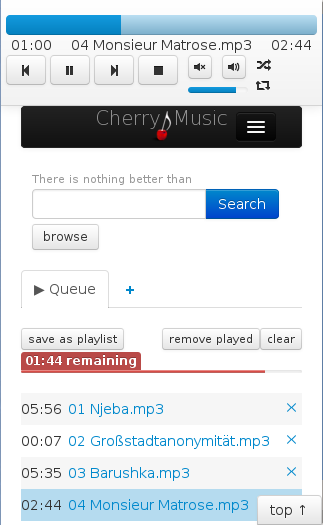 01:00 04 Monsieur Matrose.mp3 02:44
Cherry Music
There is nothing better than
Search
browse
▶ Queue +
save as playlist remove played clear
01:44 remaining
05:56 01 Njeba.mp3 ×
00:07 02 Großstadtanonymität.mp3 ×
05:35 03 Barushka.mp3 ×
02:44 04 Monsieur Matrose.mp3
top ↑